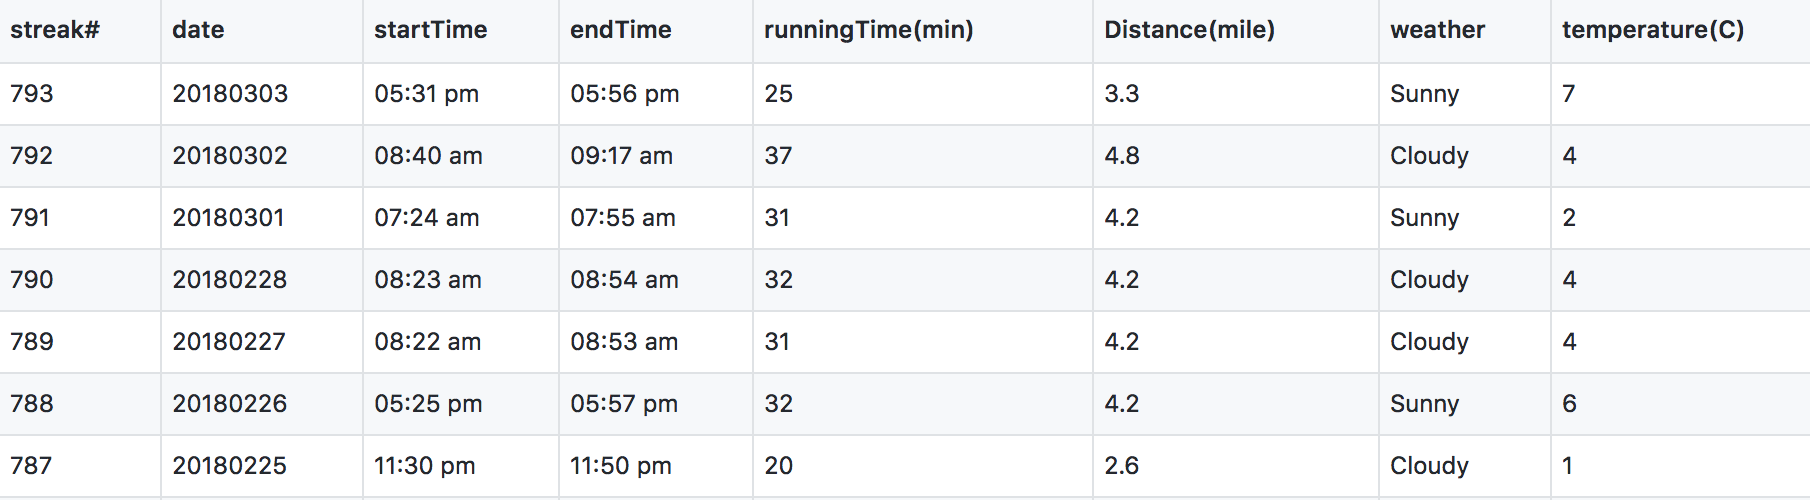 streak# date startTime endTime runningTime(min) Distance(mile) weather temperature(C)
793 20180303 05:31 pm 05:56 pm 25 3.3 Sunny 7
792 20180302 08:40 am 09:17 am 37 4.8 Cloudy 4
791 20180301 07:24 am 07:55 am 31 4.2 Sunny 2
790 20180228 08:23 am 08:54 am 32 4.2 Cloudy 4
789 20180227 08:22 am 08:53 am 31 4.2 Cloudy 4
788 20180226 05:25 pm 05:57 pm 32 4.2 Sunny 6
787 20180225 11:30 pm 11:50 pm 20 2.6 Cloudy 1